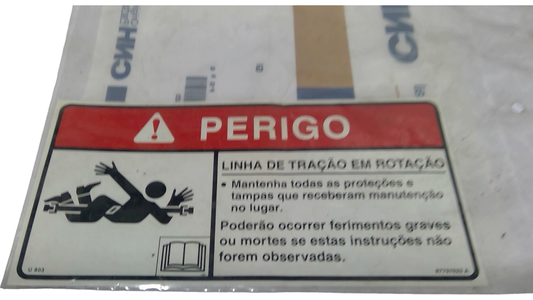 CNH
CNH
PERIGO
LINHA DE TRAÇÃO EM ROTAÇÃO
• Mantenha todas as proteções e
tampas que receberam manutenção
no lugar.
Poderão ocorrer ferimentos graves
ou mortes se estas instruções não
forem observadas.